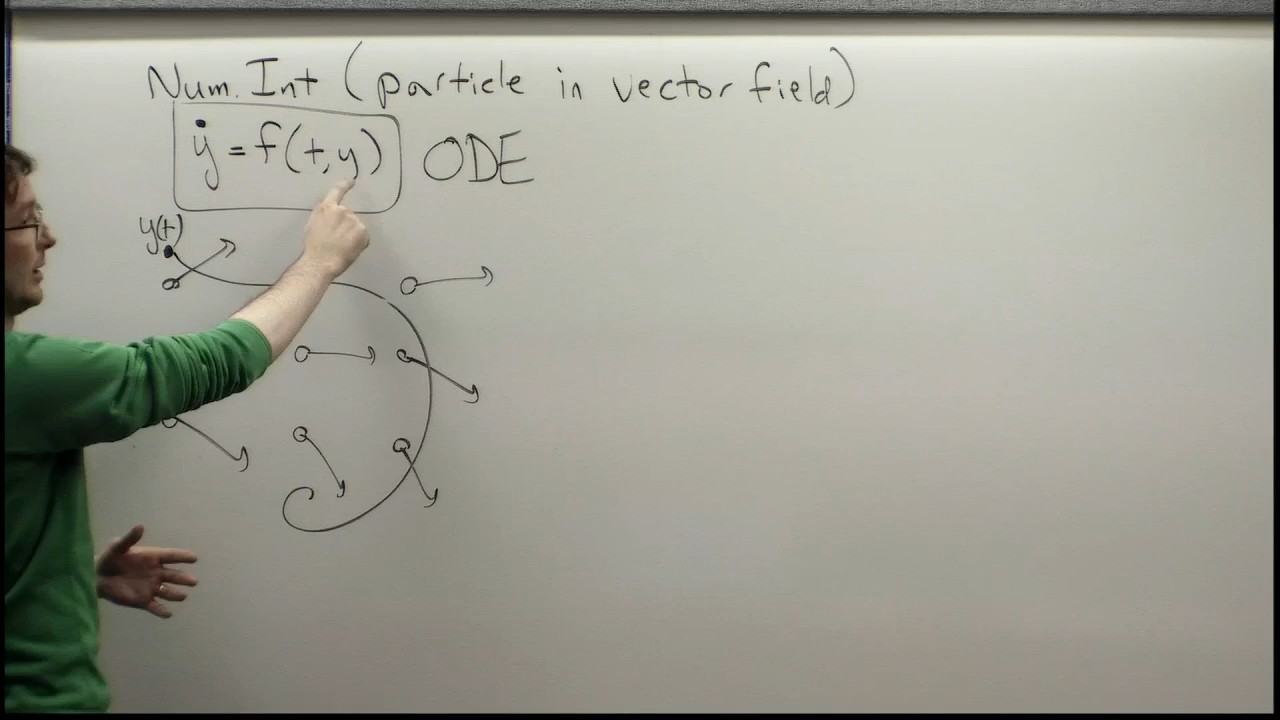 Num. Int (particle in vector field)
ẏ = f(t, y) ODE
y(t)